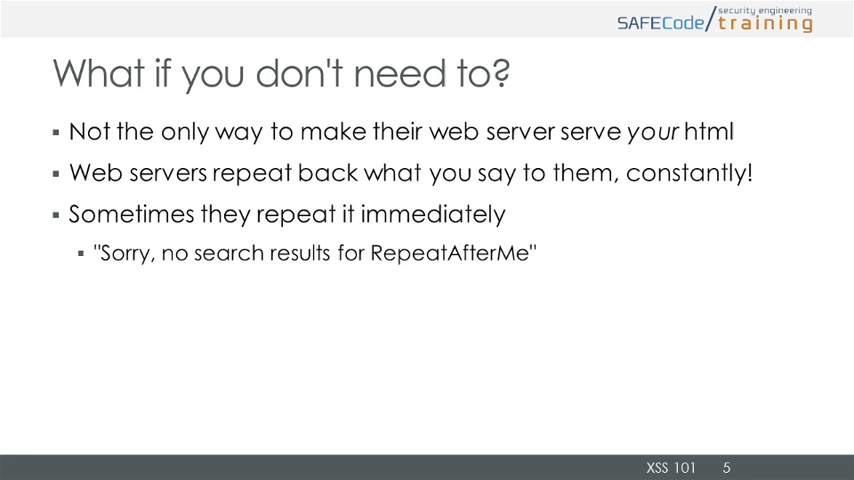 security engineering
SAFECode/training
What if you don't need to?
▪ Not the only way to make their web server serve your html
▪ Web servers repeat back what you say to them, constantly!
▪ Sometimes they repeat it immediately
▪ "Sorry, no search results for RepeatAfterMe"
XSS 101 5